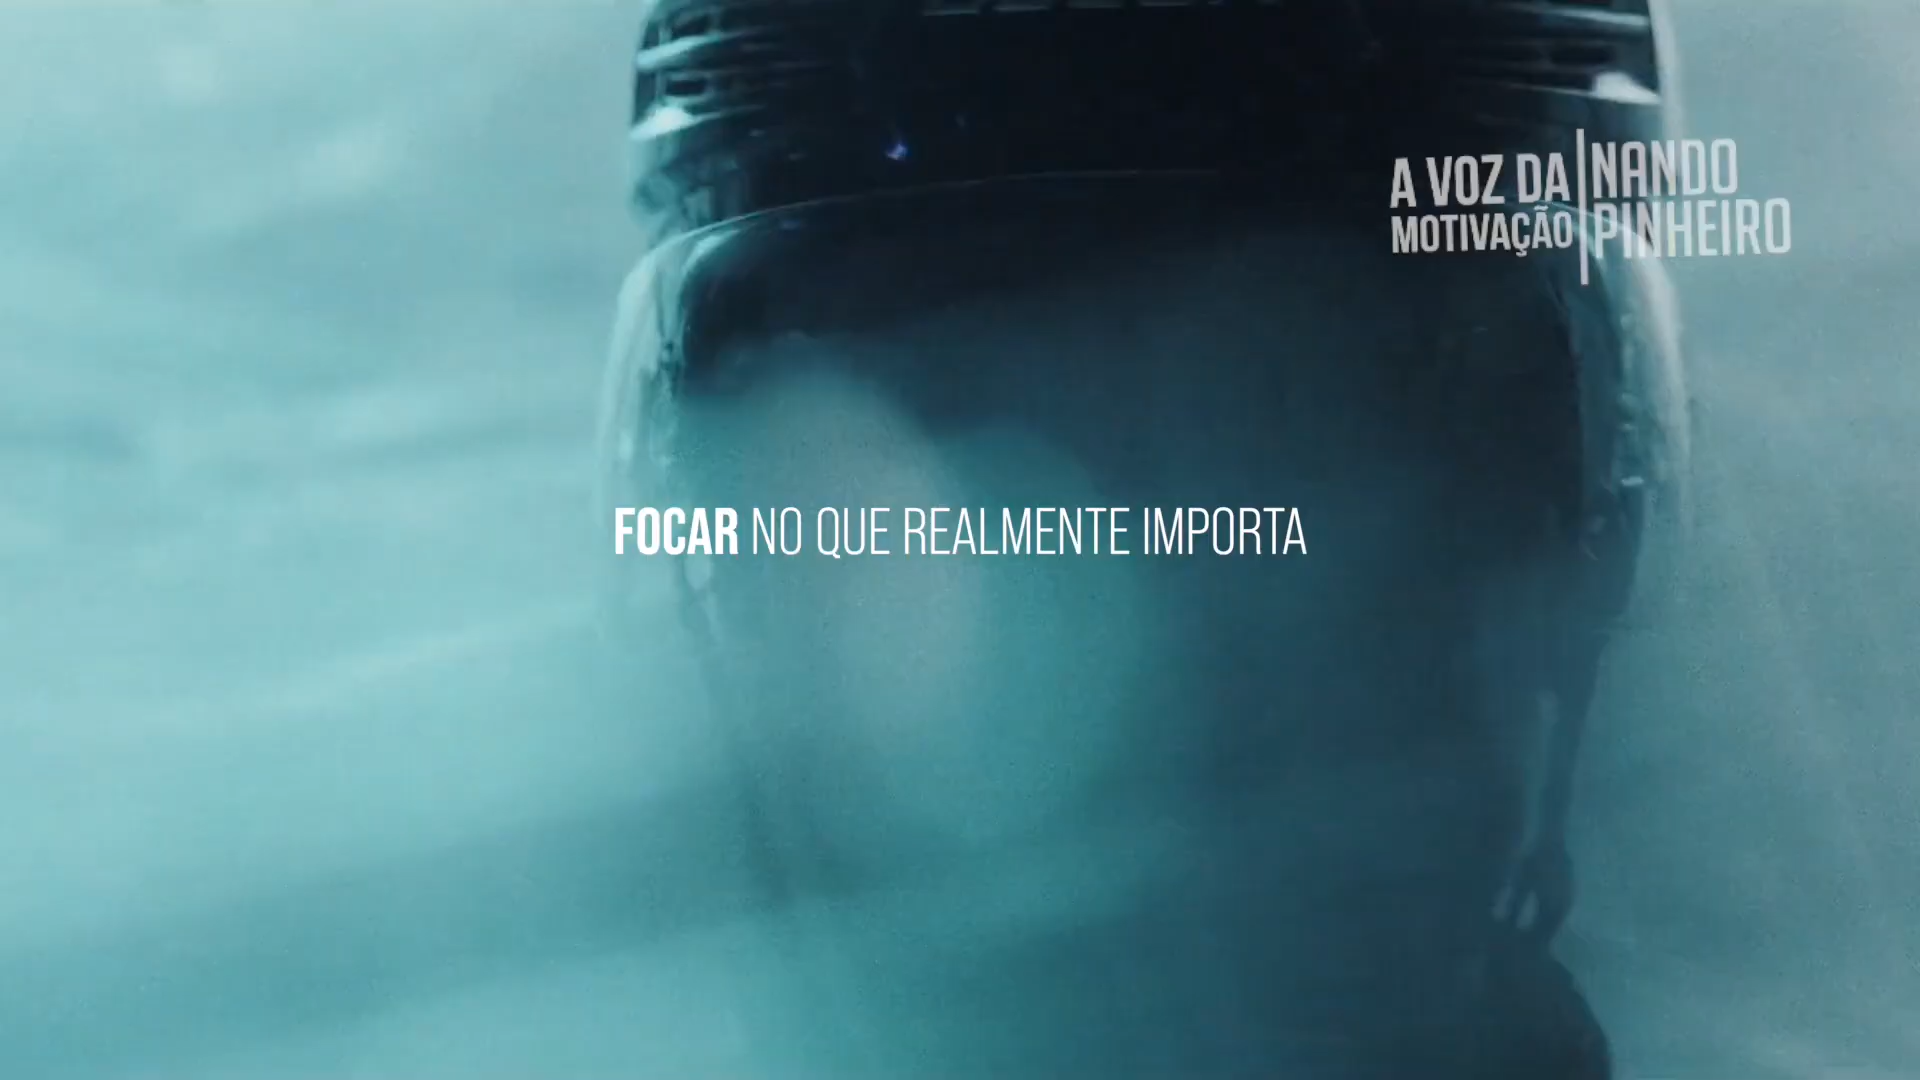 A VOZ DA
MOTIVAÇÃO
NANDO
PINHEIRO
FOCAR NO QUE REALMENTE IMPORTA